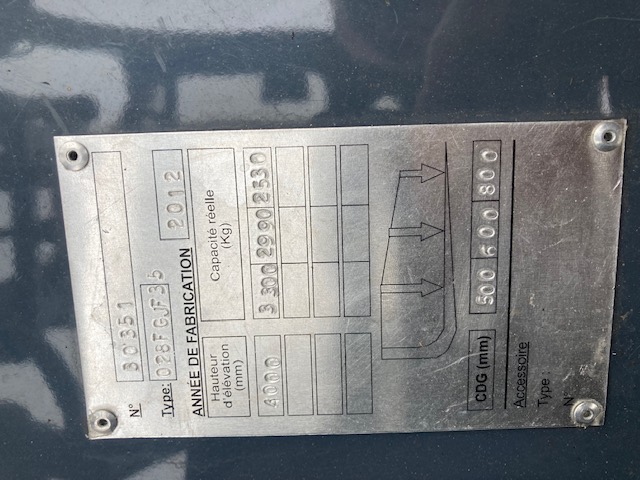 N° 30351
Type: 028FGJF35
ANNÉE DE FABRICATION 2012
Hauteur d'élévation (mm) Capacité réelle (Kg)
4000 3300 2990 2530
CDG (mm) 500 600 800
Accessoire
Type :
N